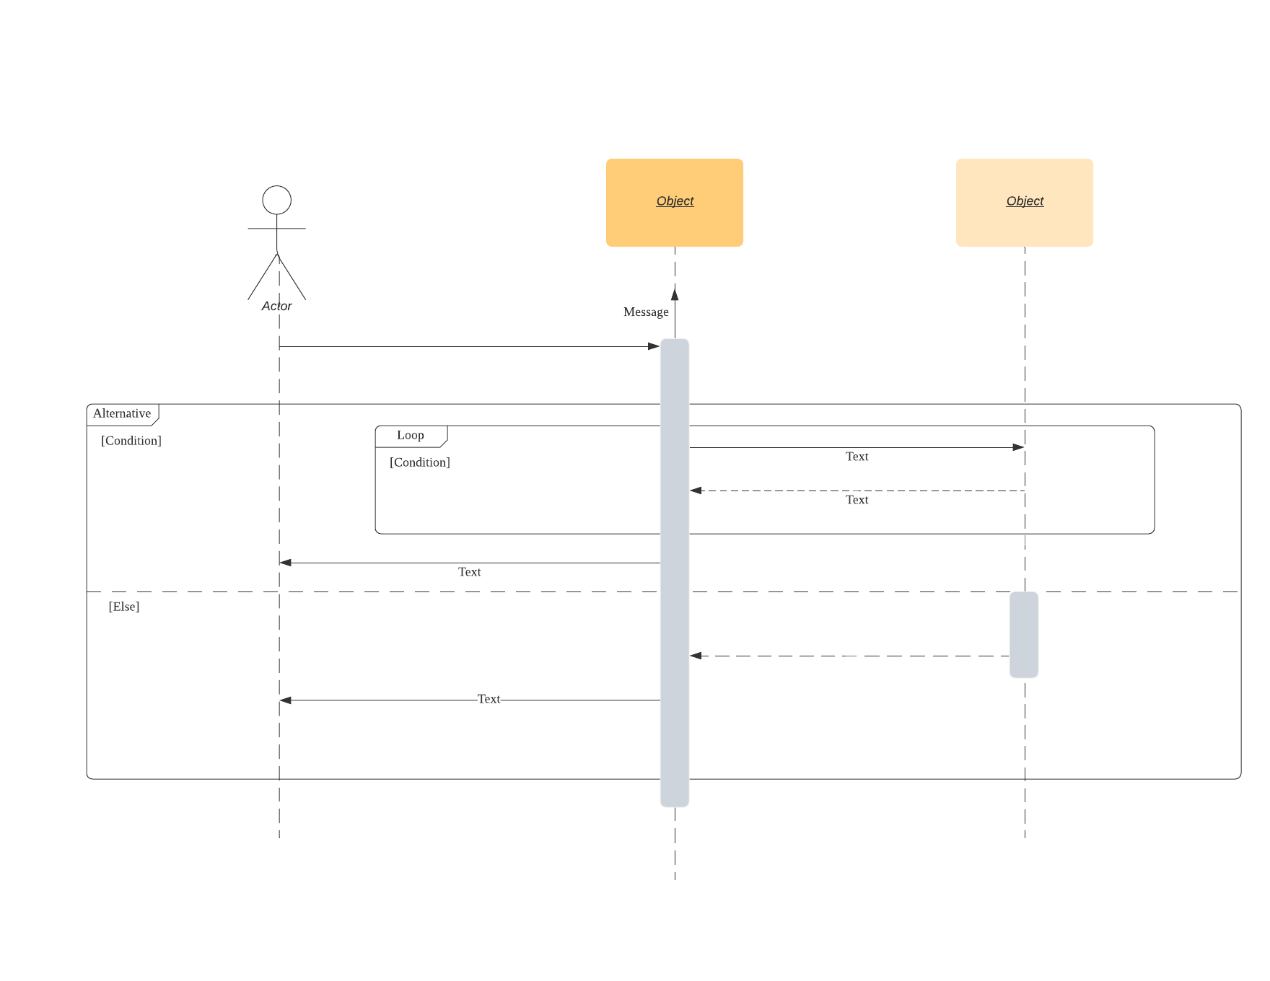 Object
Object
Actor
Message
Alternative
[Condition]
Loop
[Condition]
Text
Text
Text
[Else]
Text